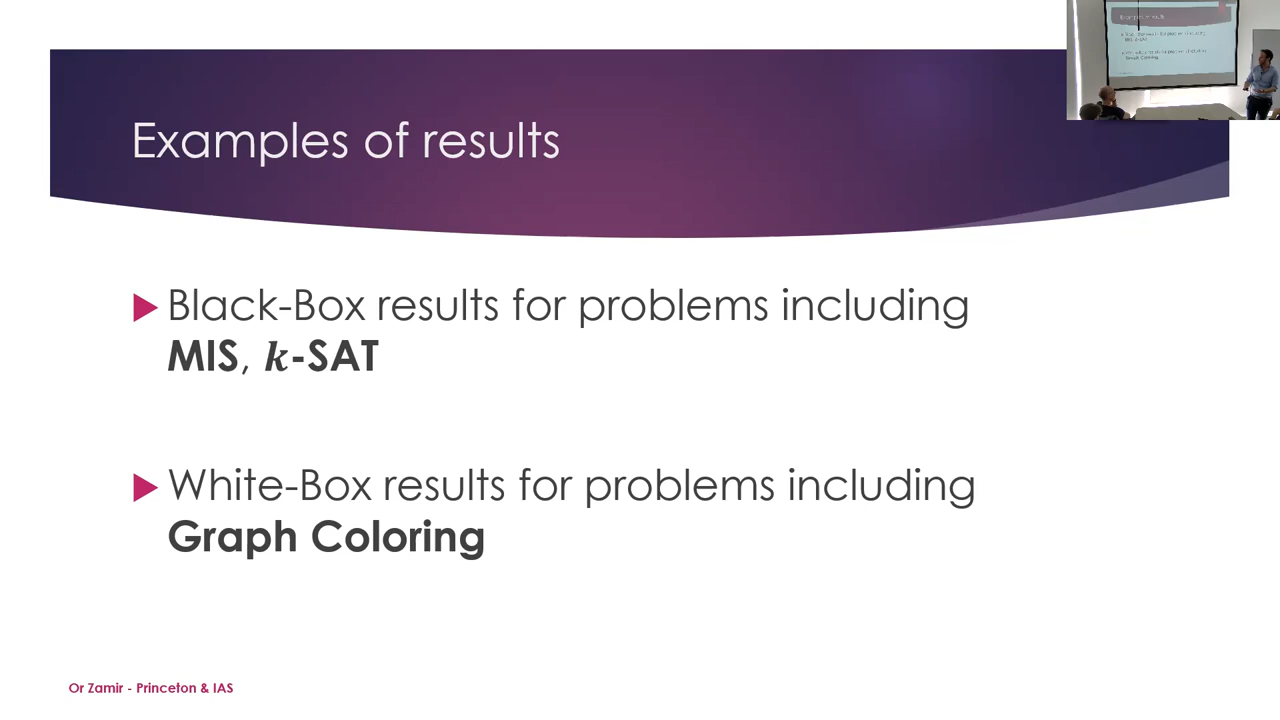 Examples of results
Black-Box results for problems including
MIS, k-SAT
White-Box results for problems including
Graph Coloring
Or Zamir - Princeton & IAS